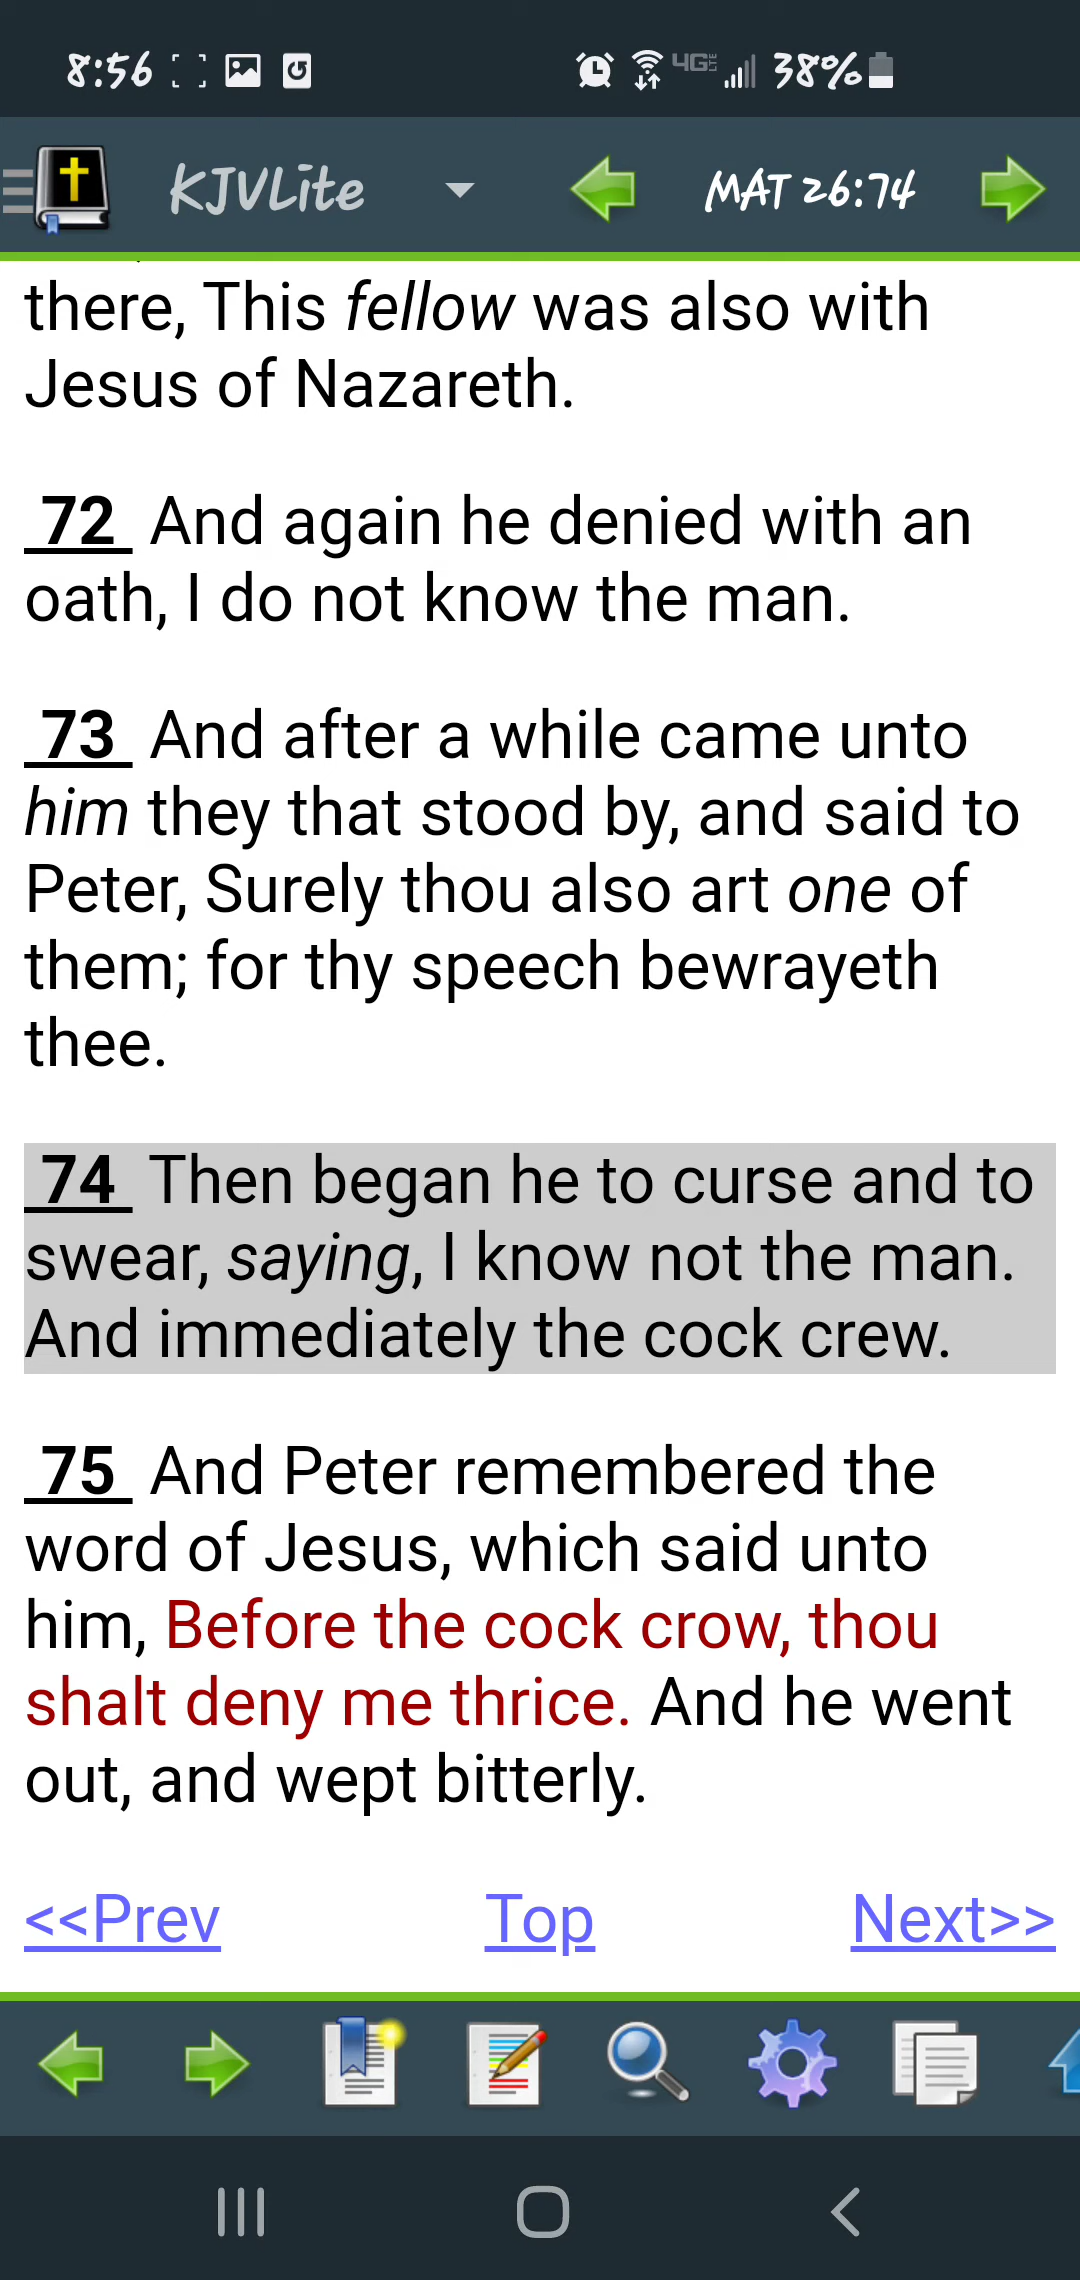 8:56 4G LTE 38%
KJVLite MAT 26:74
there, This fellow was also with
Jesus of Nazareth.
72 And again he denied with an
oath, I do not know the man.
73 And after a while came unto
him they that stood by, and said to
Peter, Surely thou also art one of
them; for thy speech bewrayeth
thee.
74 Then began he to curse and to
swear, saying, I know not the man.
And immediately the cock crew.
75 And Peter remembered the
word of Jesus, which said unto
him, Before the cock crow, thou
shalt deny me thrice. And he went
out, and wept bitterly.
<<Prev Top Next>>